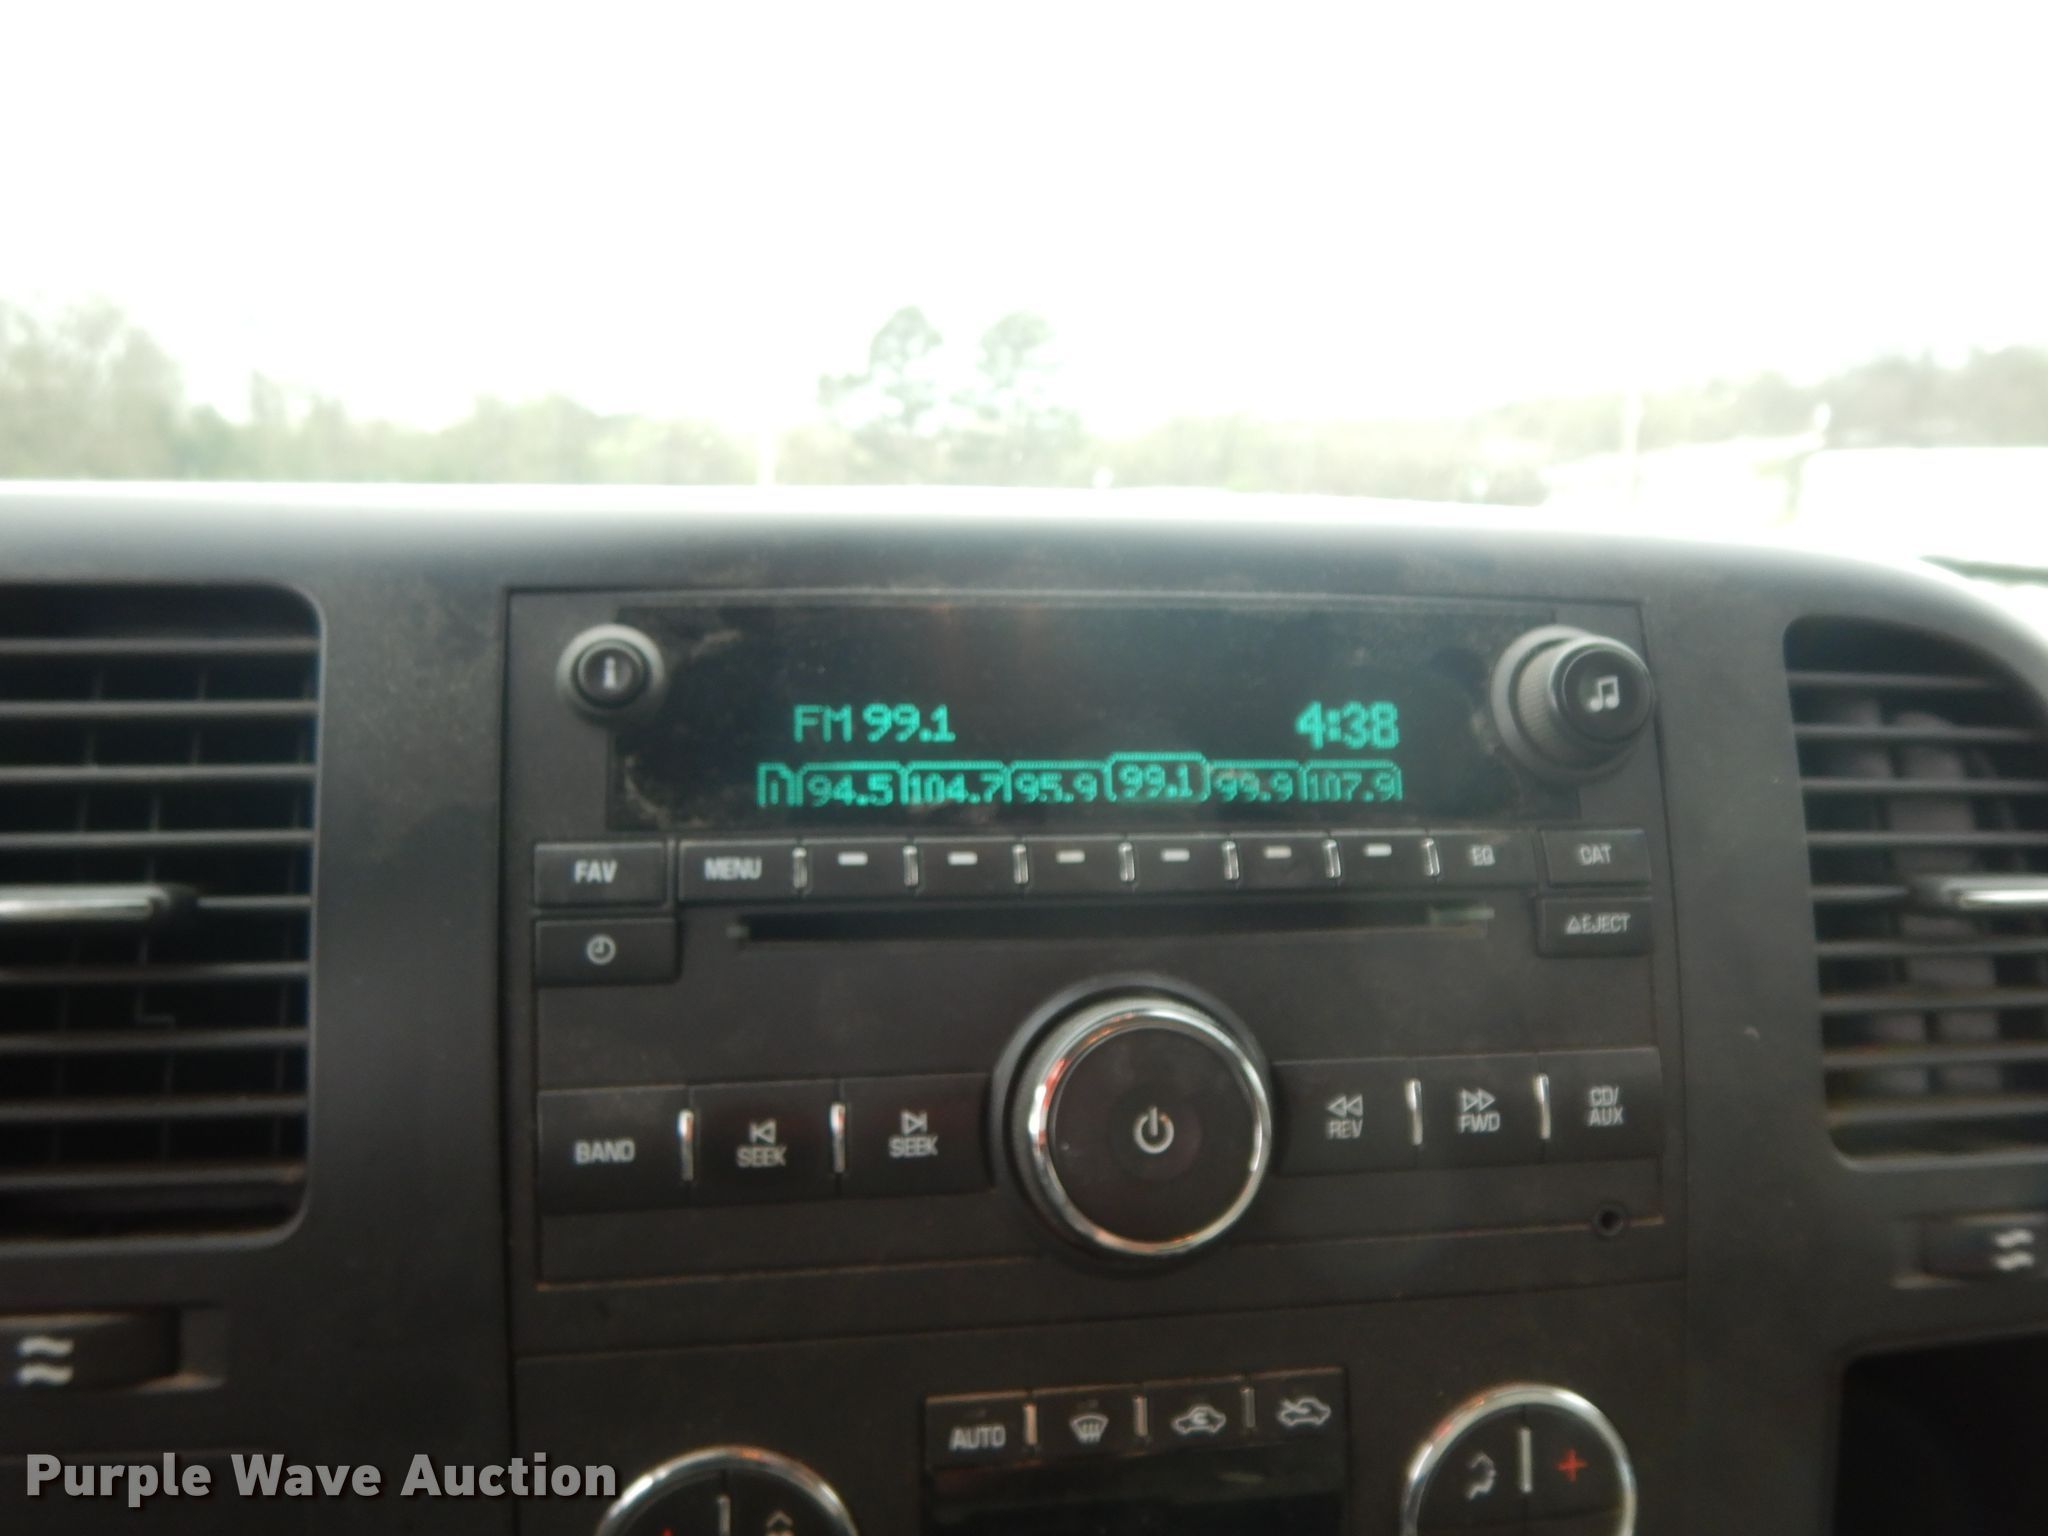 FM 99.1 4:38
94.5 104.7 95.9 99.1 99.9 107.9
FAV MENU EQ CAT
EJECT
BAND SEEK SEEK REV FWD CD/
AUX
AUTO
Purple Wave Auction